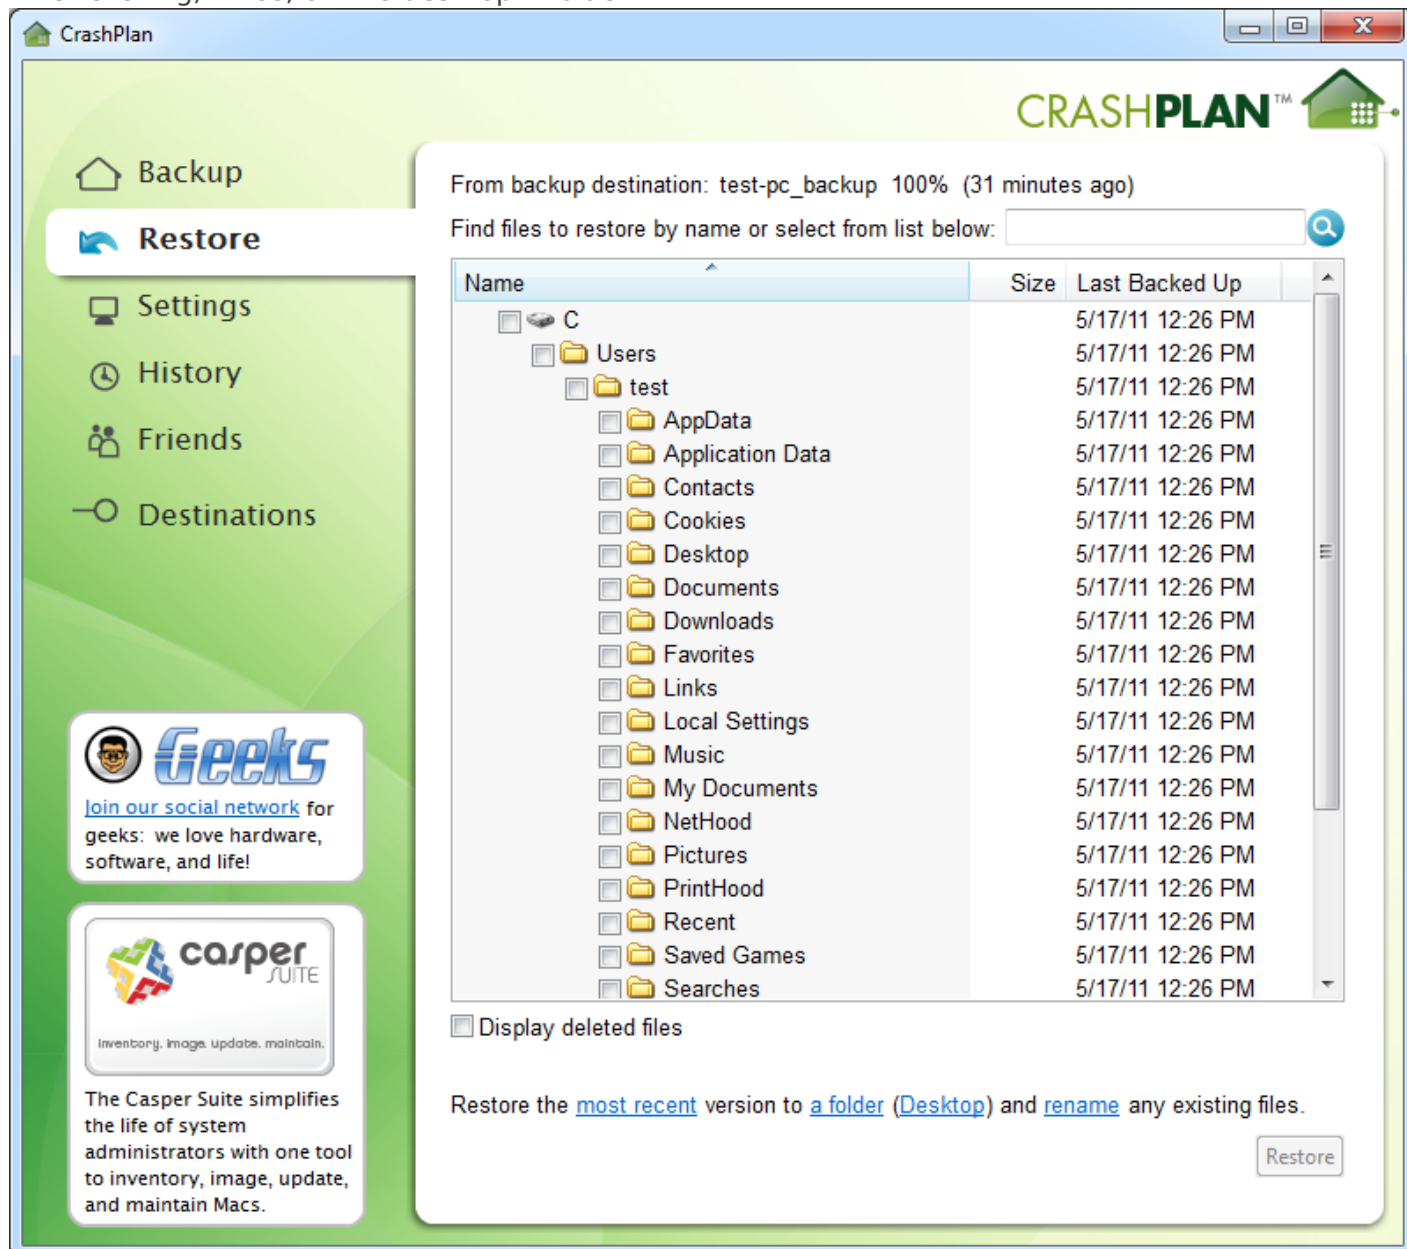 CrashPlan
CRASHPLAN™
Backup
Restore
Settings
History
Friends
Destinations
From backup destination: test-pc_backup 100% (31 minutes ago)
Find files to restore by name or select from list below:
Name Size Last Backed Up
C 5/17/11 12:26 PM
Users 5/17/11 12:26 PM
test 5/17/11 12:26 PM
AppData 5/17/11 12:26 PM
Application Data 5/17/11 12:26 PM
Contacts 5/17/11 12:26 PM
Cookies 5/17/11 12:26 PM
Desktop 5/17/11 12:26 PM
Documents 5/17/11 12:26 PM
Downloads 5/17/11 12:26 PM
Favorites 5/17/11 12:26 PM
Links 5/17/11 12:26 PM
Local Settings 5/17/11 12:26 PM
Music 5/17/11 12:26 PM
My Documents 5/17/11 12:26 PM
NetHood 5/17/11 12:26 PM
Pictures 5/17/11 12:26 PM
PrintHood 5/17/11 12:26 PM
Recent 5/17/11 12:26 PM
Saved Games 5/17/11 12:26 PM
Searches 5/17/11 12:26 PM
Display deleted files
Restore the most recent version to a folder (Desktop) and rename any existing files.
Restore
Geeks
Join our social network for
geeks: we love hardware,
software, and life!
casper
SUITE
inventory. image. update. maintain.
The Casper Suite simplifies
the life of system
administrators with one tool
to inventory, image, update,
and maintain Macs.